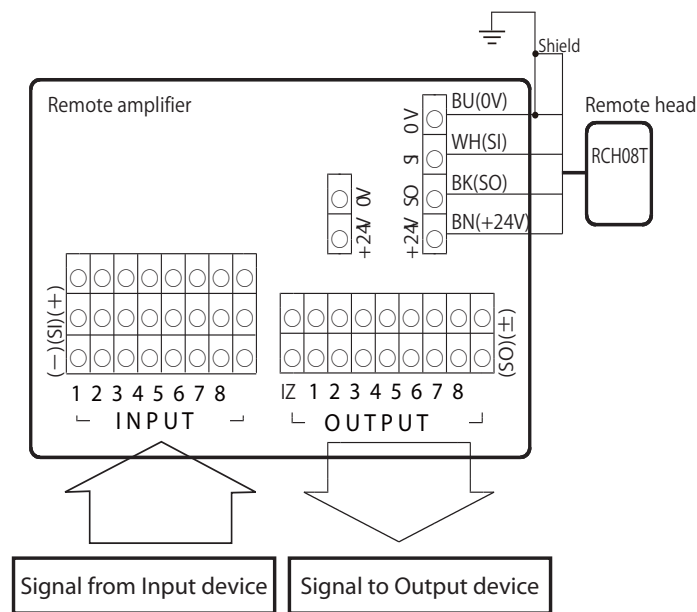 Shield
Remote amplifier
BU(0V)
Remote head
0V
WH(SI)
RCH08T
SI
BK(SO)
0V
SO
BN(+24V)
+24V
+24V
(+)
(SI)
(−)
(±)
(SO)
1 2 3 4 5 6 7 8
IZ 1 2 3 4 5 6 7 8
INPUT
OUTPUT
Signal from Input device
Signal to Output device